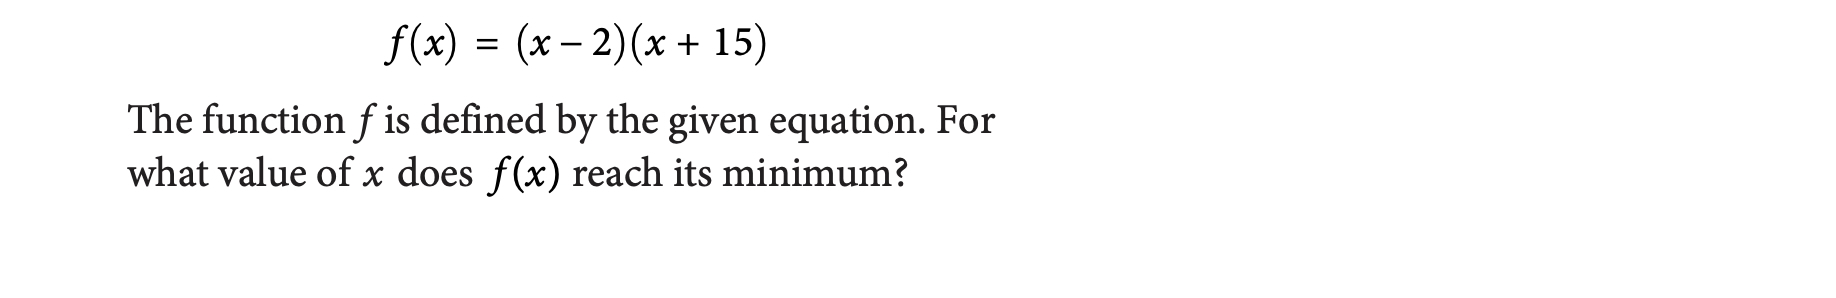 f(x) = (x – 2)(x + 15)
The function f is defined by the given equation. For
what value of x does f(x) reach its minimum?